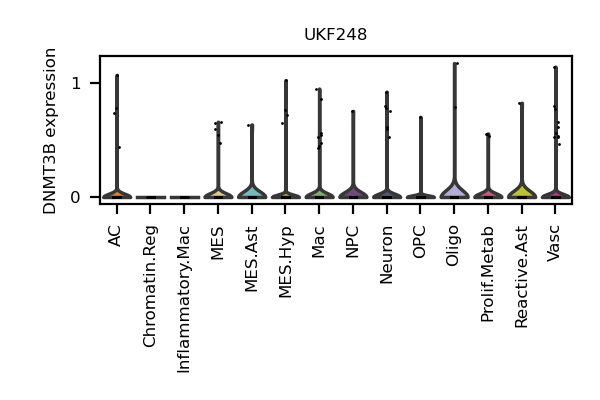 UKF248
DNMT3B expression
1
0
AC
Chromatin.Reg
Inflammatory.Mac
MES
MES.Ast
MES.Hyp
Mac
NPC
Neuron
OPC
Oligo
Prolif.Metab
Reactive.Ast
Vasc